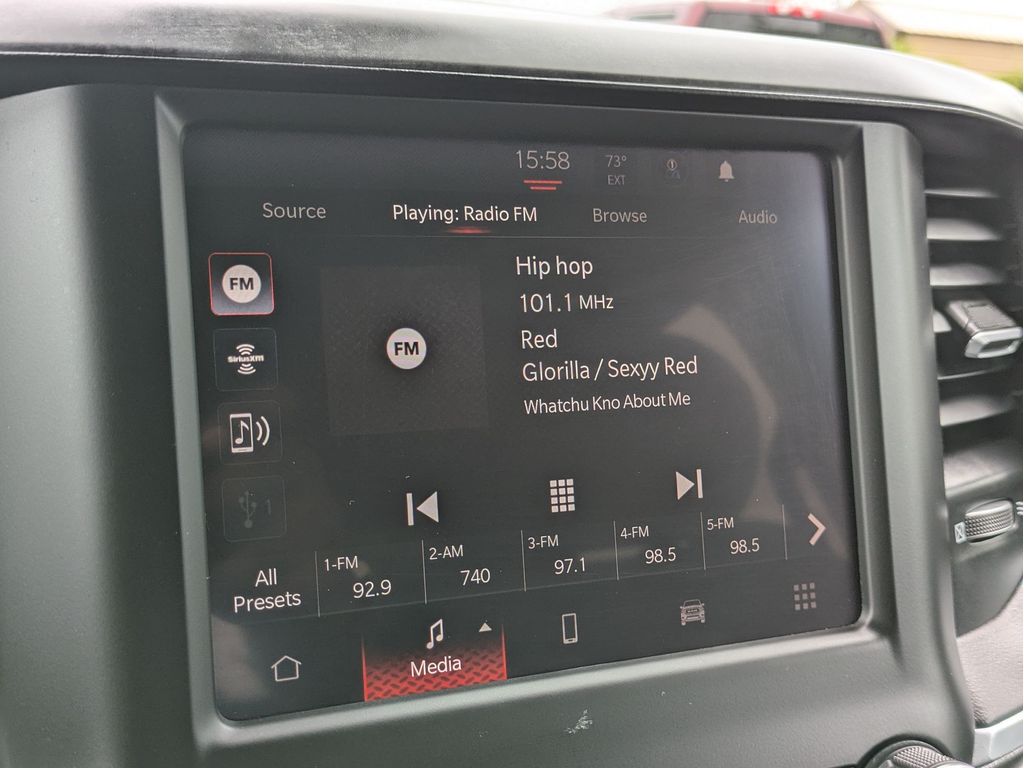 15:58
73°
EXT
Source
Playing: Radio FM
Browse
Audio
FM
Hip hop
101.1 MHz
Red
Glorilla / Sexyy Red
Whatchu Kno About Me
FM
SiriusXM
1
All
Presets
1-FM
92.9
2-AM
740
3-FM
97.1
4-FM
98.5
5-FM
98.5
Media